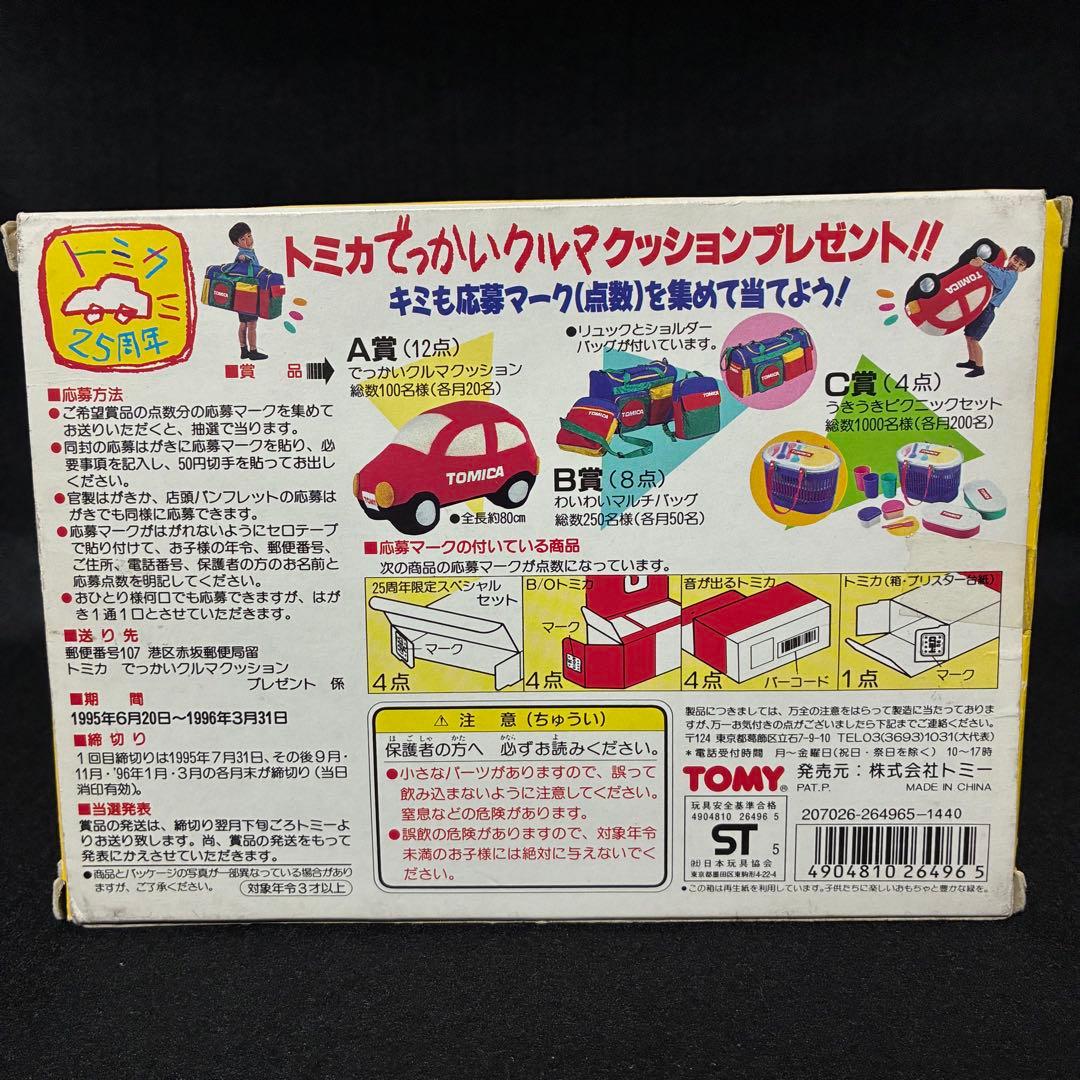 トミカ
25周年
トミカでっかいクルマクッションプレゼント!!
キミも応募マーク(点数)を集めて当てよう!
TOMICA
TOMICA
■賞品
A賞(12点)
でっかいクルマクッション
総数100名様(各月20名)
TOMICA
TOMY
●全長約80cm
●リュックとショルダー
バッグが付いています。
TOMICA
TOMICA
TOMICA
B賞(8点)
わいわいマルチバッグ
総数250名様(各月50名)
C賞(4点)
うきうきピクニックセット
総数1000名様(各月200名)
■応募方法
●ご希望賞品の点数分の応募マークを集めて
お送りいただくと、抽選で当ります。
●同封の応募はがきに応募マークを貼り、必
要事項を記入し、50円切手を貼ってお出し
ください。
●官製はがきか、店頭パンフレットの応募は
がきでも同様に応募できます。
●応募マークがはがれないようにセロテープ
で貼り付けて、お子様の年令、郵便番号、
ご住所、電話番号、保護者の方のお名前と
応募点数を明記してください。
●おひとり様何口でも応募できますが、はが
き1通1口とさせていただきます。
■送り先
郵便番号107 港区赤坂郵便局留
トミカ でっかいクルマクッション
プレゼント 係
■期間
1995年6月20日〜1996年3月31日
■締切り
1回目締切りは1995年7月31日、その後9月・
11月・'96年1月・3月の各月末が締切り(当日
消印有効)。
■当選発表
賞品の発送は、締切り翌月下旬ごろトミーよ
りお送り致します。尚、賞品の発送をもって
発表にかえさせていただきます。
●商品とパッケージの写真が一部異なっている場合があり
ますが、ご了承ください。
対象年令3才以上
■応募マークの付いている商品
次の商品の応募マークが点数になっています。
25周年限定スペシャル
セット
マーク
4点
B/Oトミカ
マーク
4点
音が出るトミカ
バーコード
4点
トミカ(箱・ブリスター台紙)
マーク
1点
⚠注意(ちゅうい)
ほごしゃ かた かなら よ
保護者の方へ 必ずお読みください。
●小さなパーツがありますので、誤って
飲み込まないように注意してください。
窒息などの危険があります。
●誤飲の危険がありますので、対象年令
未満のお子様には絶対に与えないでく
ださい。
製品につきましては、万全の注意をはらって製造に当たっております
が、万一お気付きの点がございましたら下記までご連絡ください。
〒124 東京都葛飾区立石7-9-10 TEL03(3693)1031(大代表)
*電話受付時間 月〜金曜日(祝日・祭日を除く) 10〜17時
TOMY® 発売元:株式会社トミー
PAT.P. MADE IN CHINA
玩具安全基準合格
4904810 26496 5
ST 5
(社)日本玩具協会
東京都墨田区東駒形4-22-4
207026-264965-1440
4 904810 264965
●この箱は再生紙を利用しています。子供たちに楽しいおもちゃと豊かな緑を。